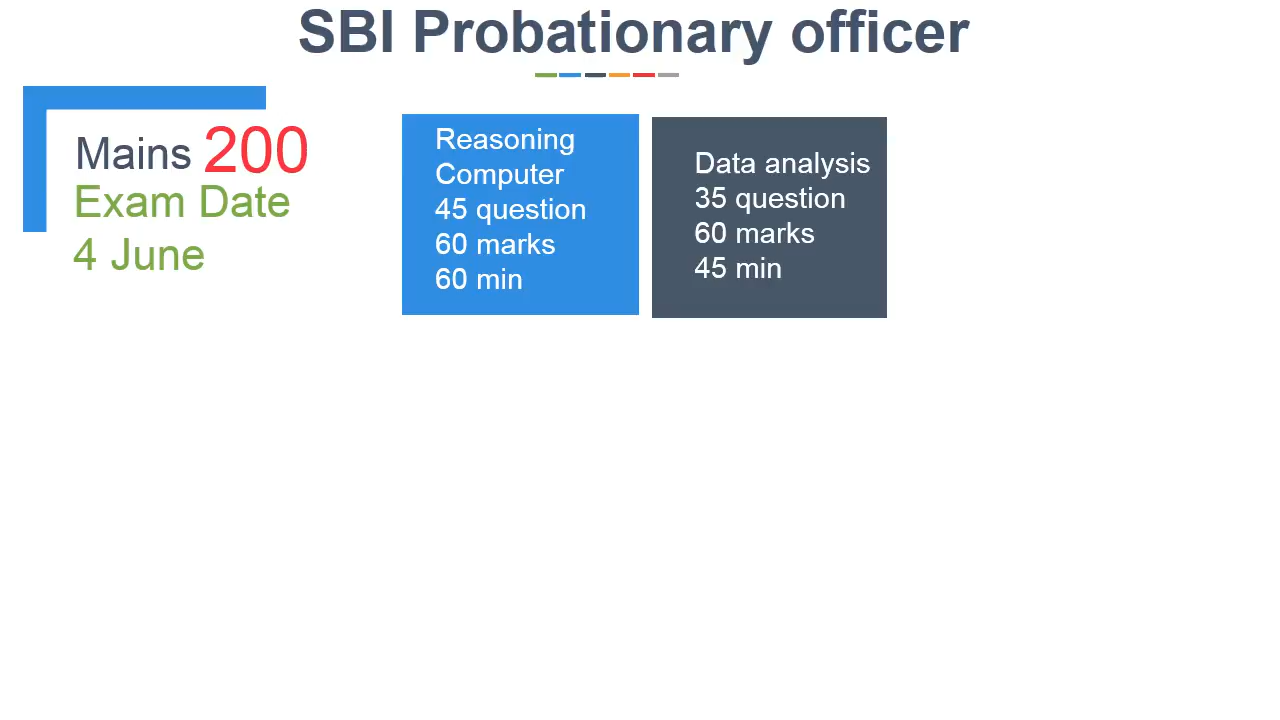 SBI Probationary officer
Mains 200
Exam Date
4 June
Reasoning
Computer
45 question
60 marks
60 min
Data analysis
35 question
60 marks
45 min